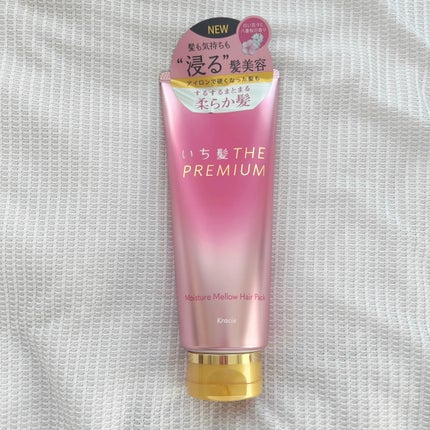 NEW
髪も気持ちも
“浸る”髪美容
アイロンで硬くなった髪も
するするまとまる
柔らか髪
いち髪 THE
PREMIUM
Moisture Mellow Hair Pack
Kracie